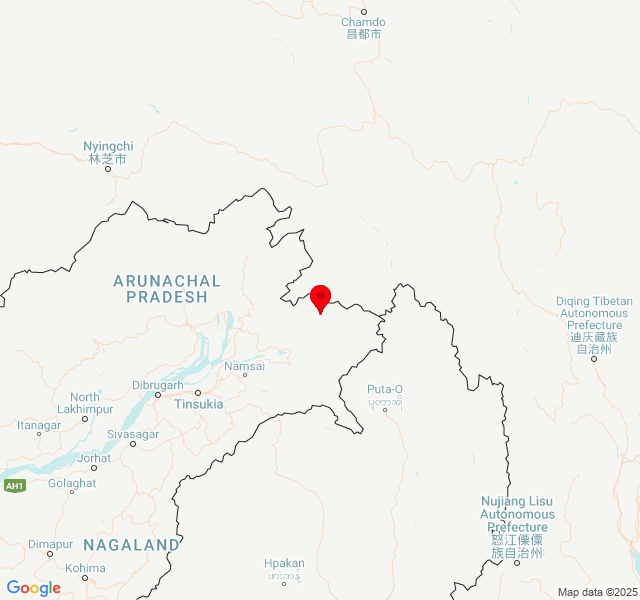 Chamdo
昌都市
Nyingchi
林芝市
ARUNACHAL
PRADESH
Diqing Tibetan
Autonomous
Prefecture
迪庆藏族
自治州
Namsai
Dibrugarh
Tinsukia
Puta-O
ပူတာအို
North
Lakhimpur
Itanagar
Sivasagar
Jorhat
AH1
Golaghat
Nujiang Lisu
Autonomous
Prefecture
怒江傈僳
族自治州
Dimapur
NAGALAND
Kohima
Hpakan
ဖားကန့်
Google
Map data ©2025